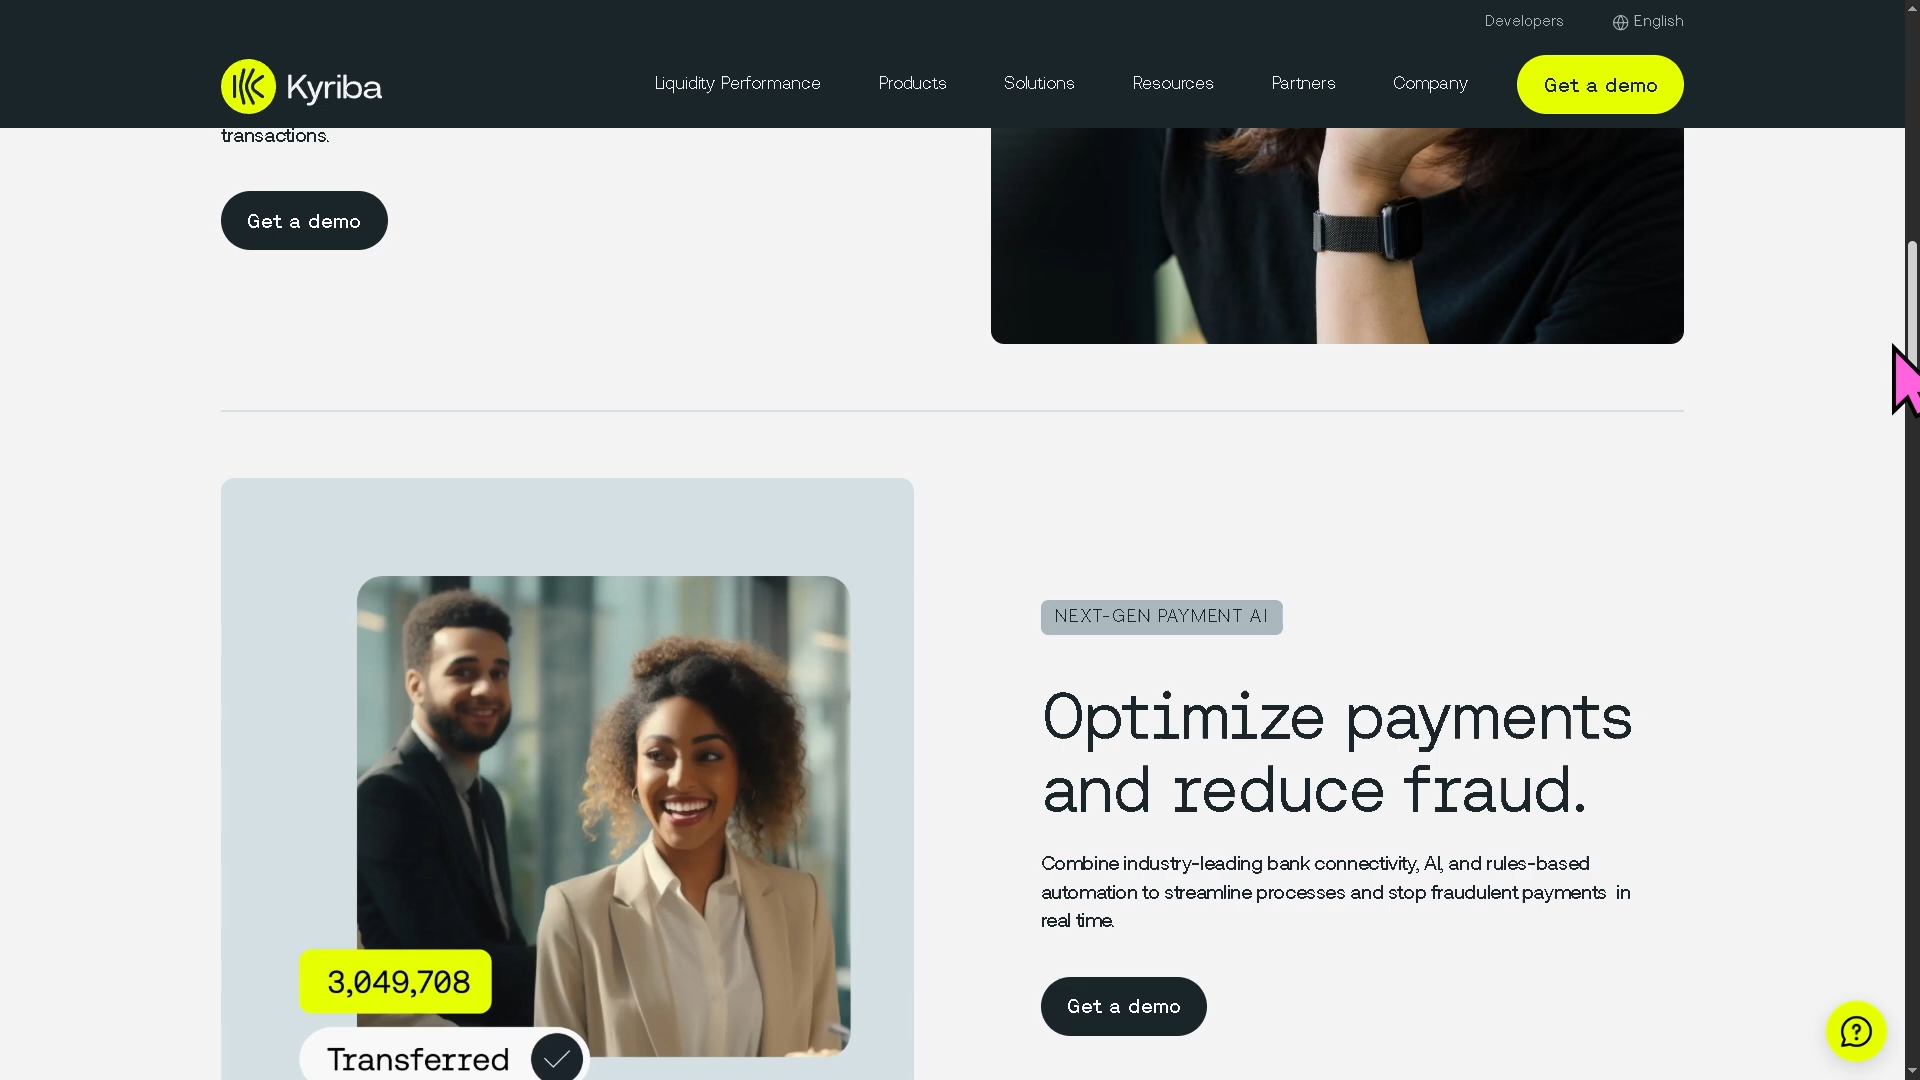 Developers
English
Kyriba
Liquidity Performance
Products
Solutions
Resources
Partners
Company
Get a demo
transactions.
Get a demo
NEXT-GEN PAYMENT AI
Optimize payments
and reduce fraud.
Combine industry-leading bank connectivity, AI, and rules-based
automation to streamline processes and stop fraudulent payments in
real time.
Get a demo
3,049,708
Transferred